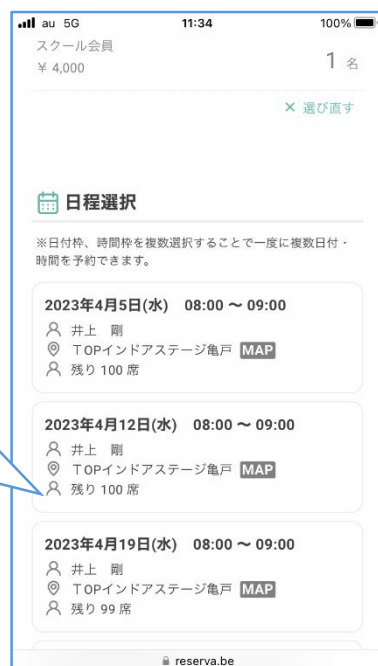 au 5G 11:34 100%
スクール会員
¥ 4,000
1 名
× 選び直す
日程選択
※日付枠、時間枠を複数選択することで一度に複数日付・
時間を予約できます。
2023年4月5日(水) 08:00 〜 09:00
井上 剛
TOPインドアステージ亀戸 MAP
残り 100 席
2023年4月12日(水) 08:00 〜 09:00
井上 剛
TOPインドアステージ亀戸 MAP
残り 100 席
2023年4月19日(水) 08:00 〜 09:00
井上 剛
TOPインドアステージ亀戸 MAP
残り 99 席
reserva.be